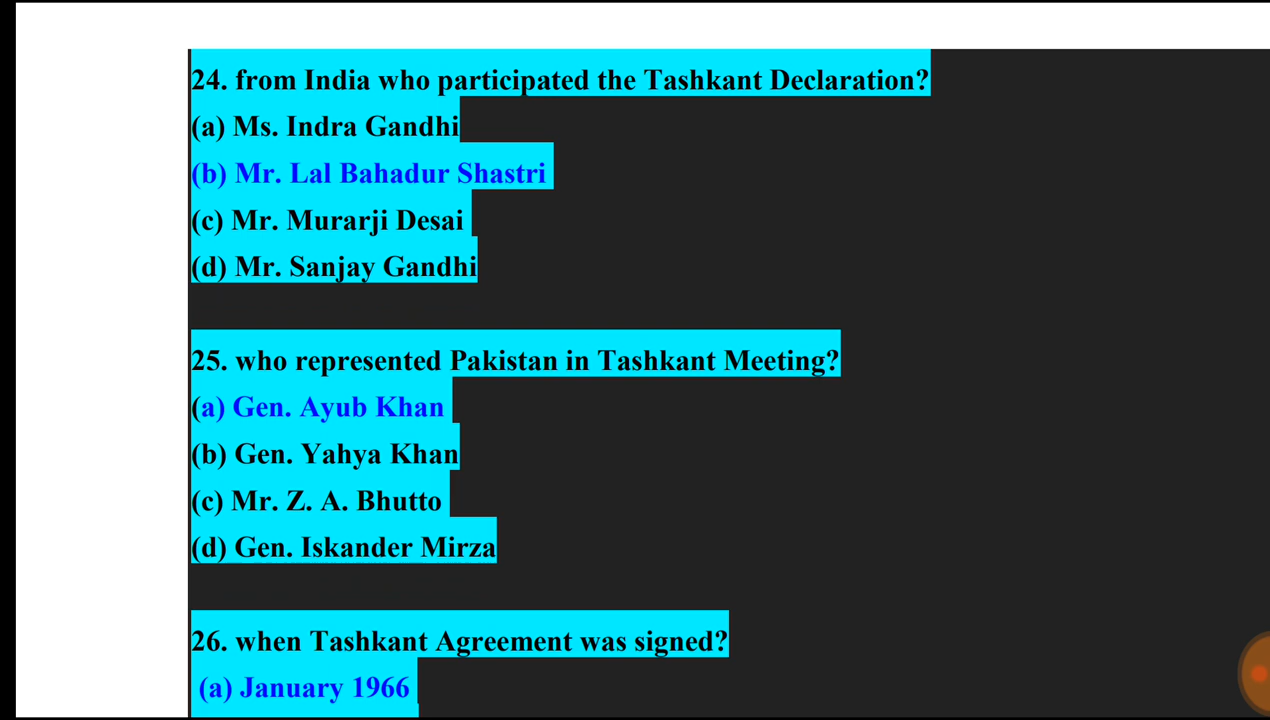 24. from India who participated the Tashkant Declaration?
(a) Ms. Indra Gandhi
(b) Mr. Lal Bahadur Shastri
(c) Mr. Murarji Desai
(d) Mr. Sanjay Gandhi
25. who represented Pakistan in Tashkant Meeting?
(a) Gen. Ayub Khan
(b) Gen. Yahya Khan
(c) Mr. Z. A. Bhutto
(d) Gen. Iskander Mirza
26. when Tashkant Agreement was signed?
(a) January 1966